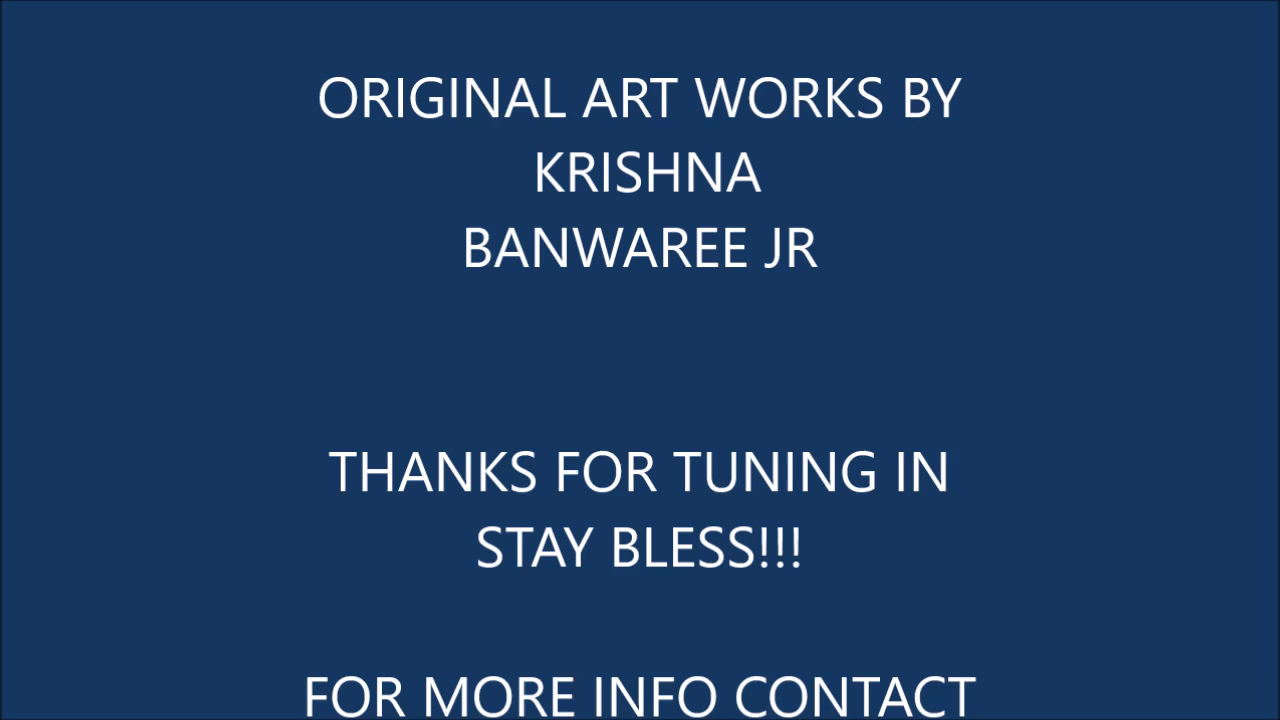 ORIGINAL ART WORKS BY
KRISHNA
BANWAREE JR
THANKS FOR TUNING IN
STAY BLESS!!!
FOR MORE INFO CONTACT